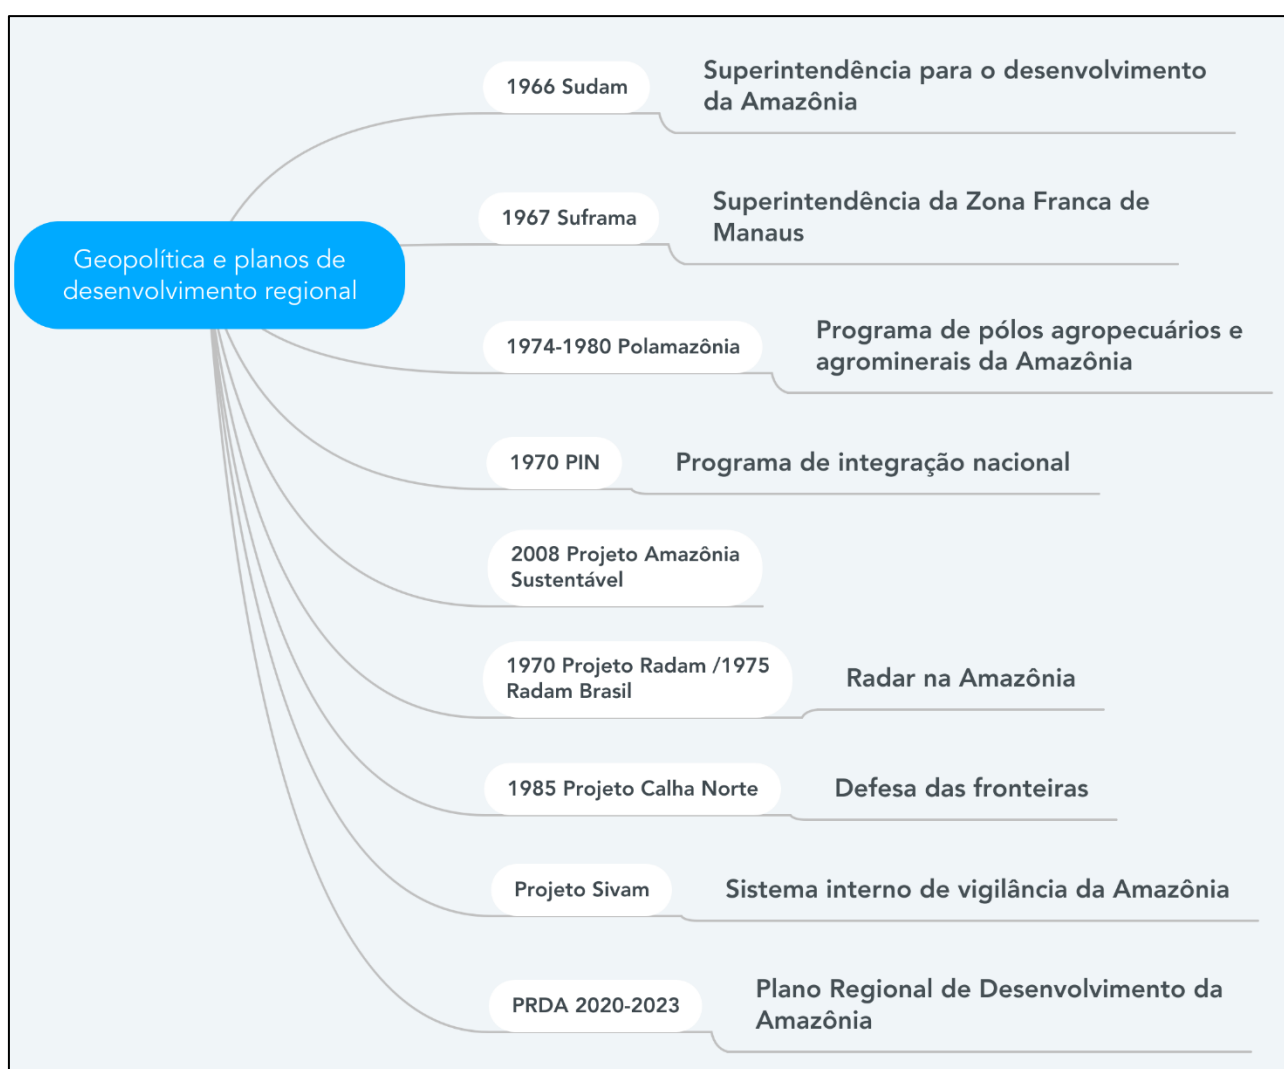 1966 Sudam
Superintendência para o desenvolvimento
da Amazônia
1967 Suframa
Superintendência da Zona Franca de
Manaus
Geopolítica e planos de
desenvolvimento regional
1974-1980 Polamazônia
Programa de pólos agropecuários e
agrominerais da Amazônia
1970 PIN
Programa de integração nacional
2008 Projeto Amazônia
Sustentável
1970 Projeto Radam /1975
Radam Brasil
Radar na Amazônia
1985 Projeto Calha Norte
Defesa das fronteiras
Projeto Sivam
Sistema interno de vigilância da Amazônia
PRDA 2020-2023
Plano Regional de Desenvolvimento da
Amazônia